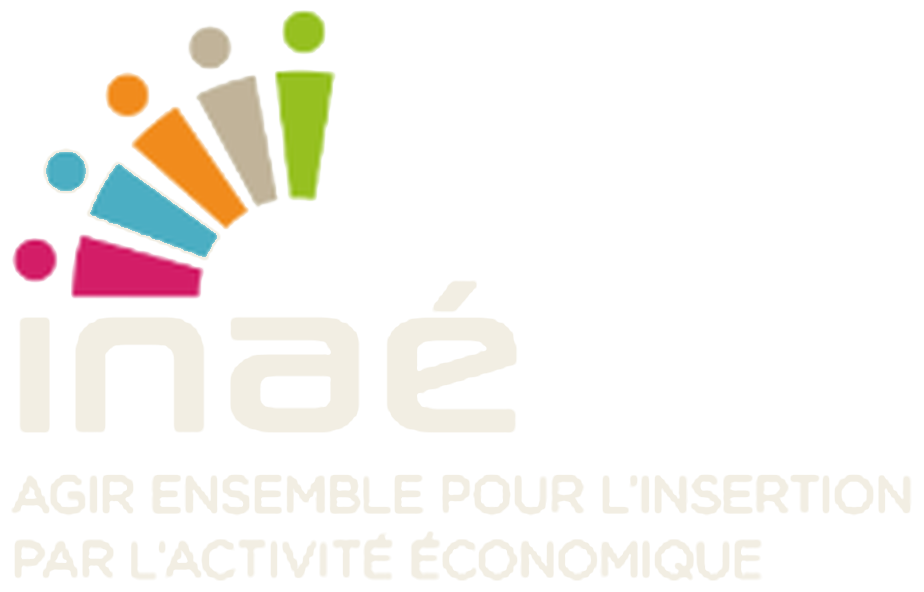 inaé
AGIR ENSEMBLE POUR L'INSERTION
PAR L'ACTIVITÉ ÉCONOMIQUE